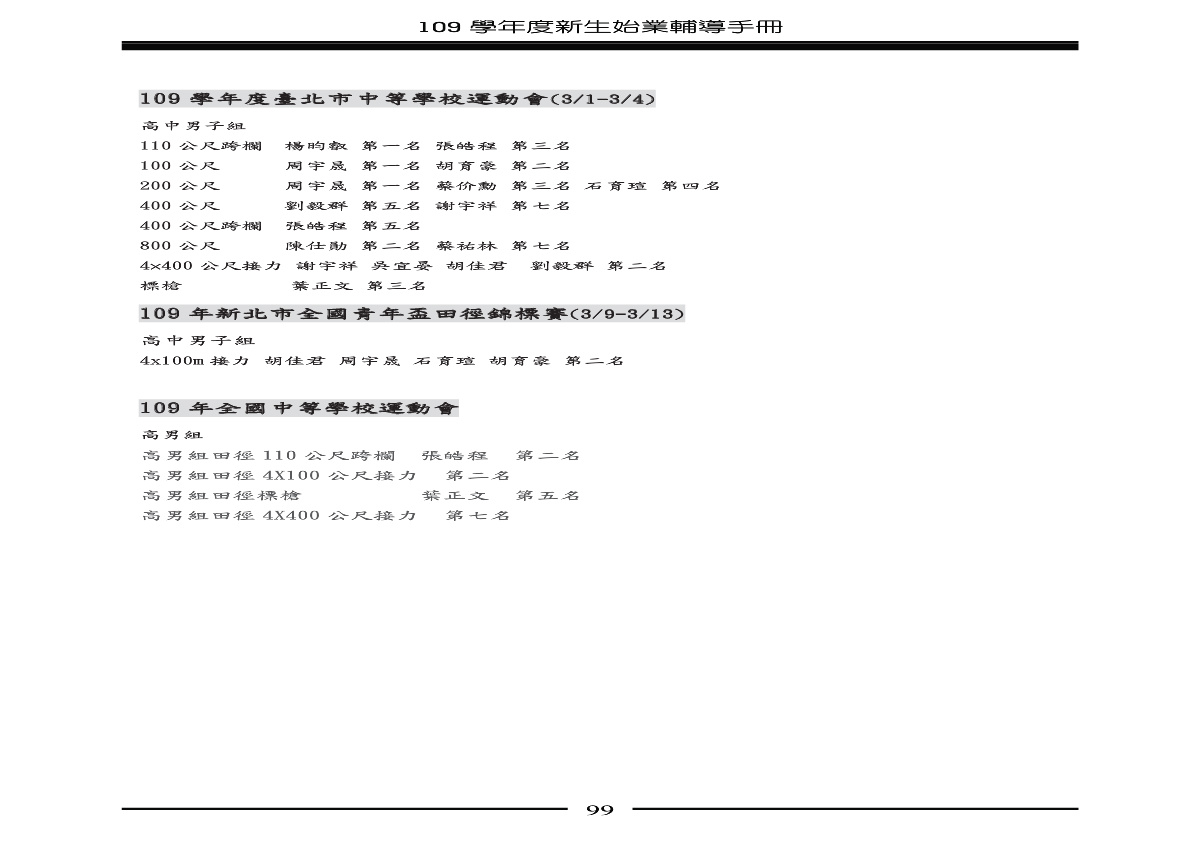 109 學年度新生始業輔導手冊
109 學年度臺北市中等學校運動會(3/1-3/4)
高中男子組
110 公尺跨欄 楊昀叡 第一名 張皓程 第三名
100 公尺 周宇晟 第一名 胡育豪 第二名
200 公尺 周宇晟 第一名 蔡价勳 第三名 石育瑄 第四名
400 公尺 劉毅群 第五名 謝宇祥 第七名
400 公尺跨欄 張皓程 第五名
800 公尺 陳仕勛 第二名 蔡祐林 第七名
4x400 公尺接力 謝宇祥 吳宜晏 胡佳君 劉毅群 第二名
標槍 葉正文 第三名
109 年新北市全國青年盃田徑錦標賽(3/9-3/13)
高中男子組
4x100m 接力 胡佳君 周宇晟 石育瑄 胡育豪 第二名
109 年全國中等學校運動會
高男組
高男組田徑 110 公尺跨欄 張皓程 第二名
高男組田徑 4X100 公尺接力 第二名
高男組田徑標槍 葉正文 第五名
高男組田徑 4X400 公尺接力 第七名
99